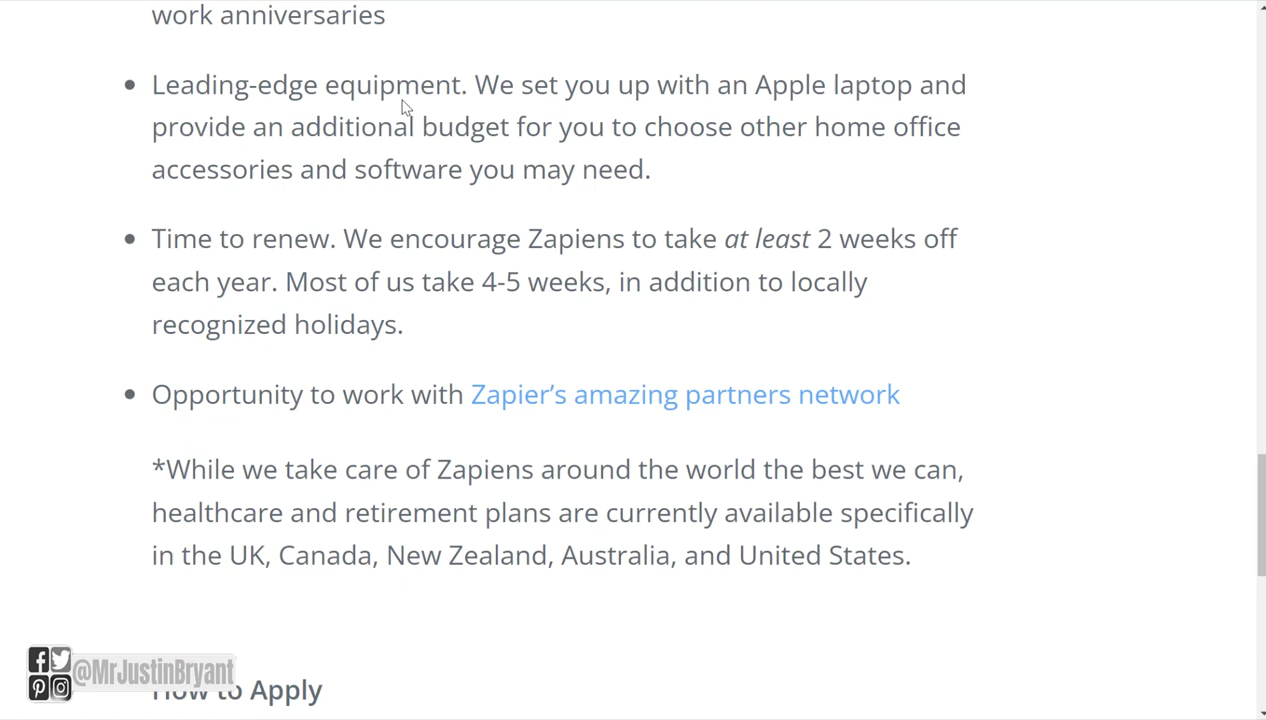 work anniversaries
Leading-edge equipment. We set you up with an Apple laptop and
provide an additional budget for you to choose other home office
accessories and software you may need.
Time to renew. We encourage Zapiens to take at least 2 weeks off
each year. Most of us take 4-5 weeks, in addition to locally
recognized holidays.
Opportunity to work with Zapier’s amazing partners network
*While we take care of Zapiens around the world the best we can,
healthcare and retirement plans are currently available specifically
in the UK, Canada, New Zealand, Australia, and United States.
@MrJustinBryant
How to Apply